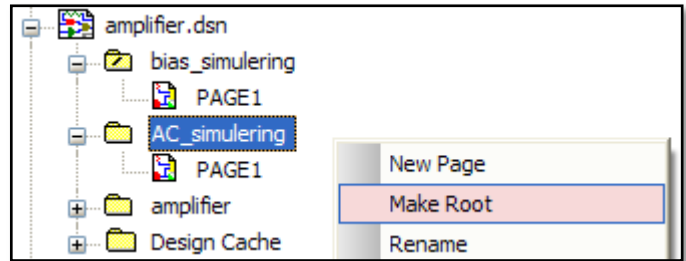 amplifier.dsn
bias_simulering
PAGE1
AC_simulering
PAGE1
amplifier
Design Cache
New Page
Make Root
Rename